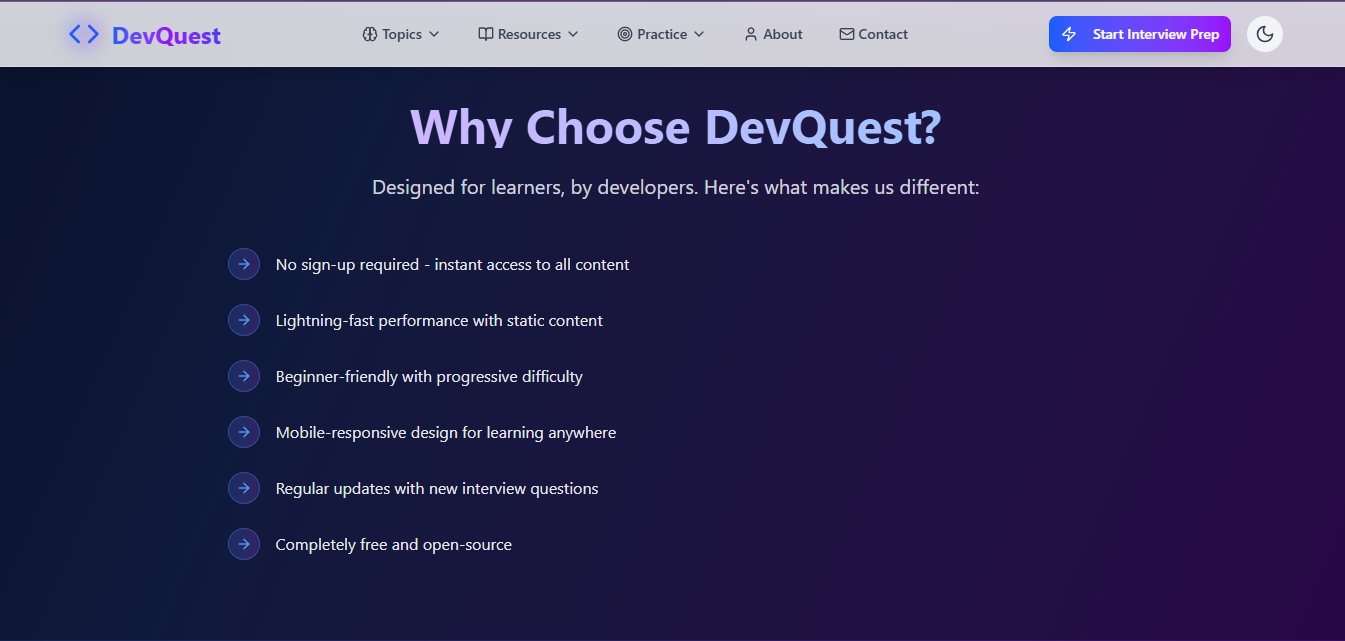 DevQuest
Topics
Resources
Practice
About
Contact
Start Interview Prep
Why Choose DevQuest?
Designed for learners, by developers. Here's what makes us different:
No sign-up required - instant access to all content
Lightning-fast performance with static content
Beginner-friendly with progressive difficulty
Mobile-responsive design for learning anywhere
Regular updates with new interview questions
Completely free and open-source